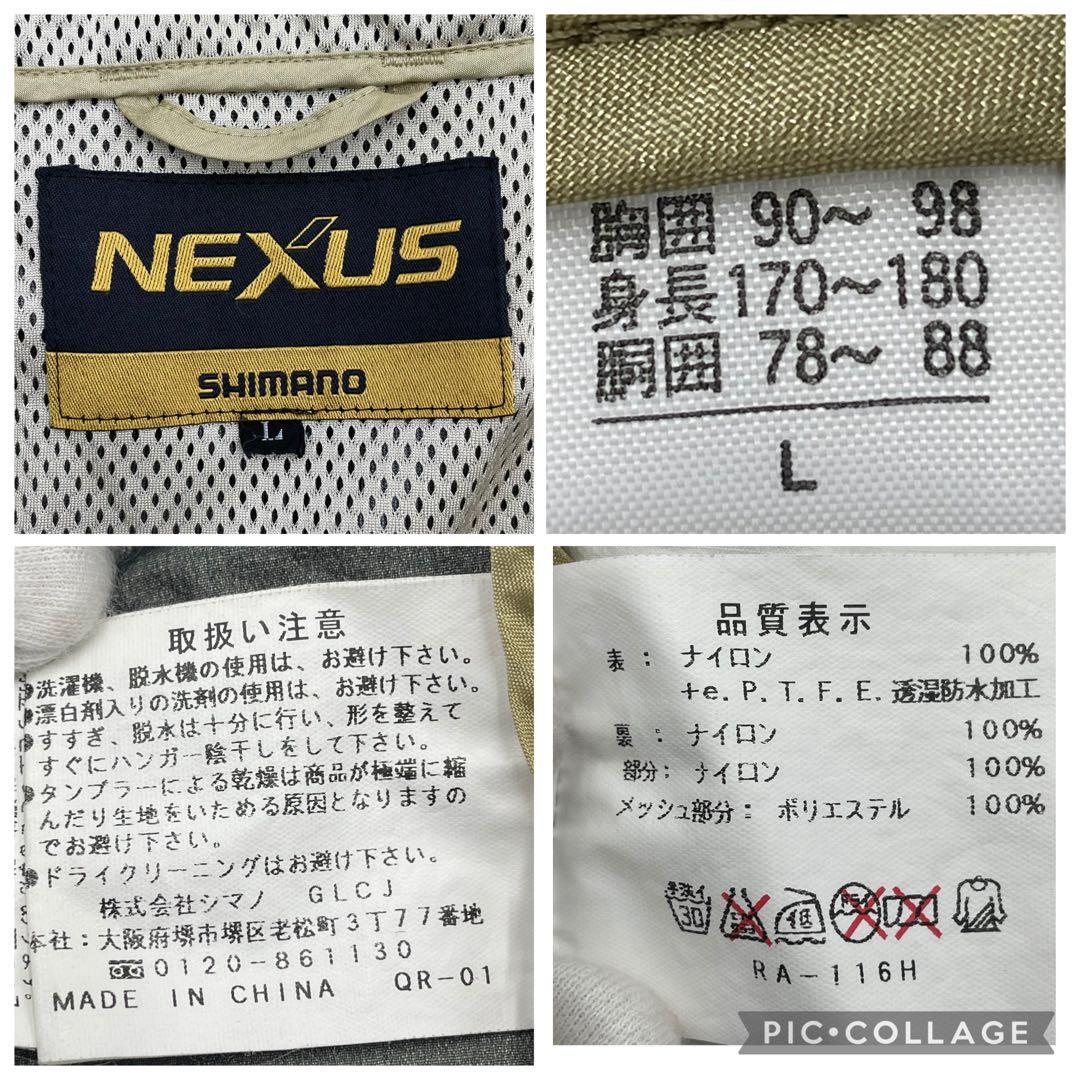 NEXUS
SHIMANO
L
胸囲 90〜 98
身長 170〜180
胴囲 78〜 88
L
取扱い注意
●洗濯機、脱水機の使用は、お避け下さい。
●漂白剤入りの洗剤の使用は、お避け下さい。
●すすぎ、脱水は十分に行い、形を整えて
すぐにハンガー陰干しをして下さい。
●タンブラーによる乾燥は商品が極端に縮
んだり生地をいためる原因となりますの
でお避け下さい。
●ドライクリーニングはお避け下さい。
株式会社シマノ GLCJ
本社:大阪府堺市堺区老松町3丁77番地
0120-861130
MADE IN CHINA QR-01
品質表示
表: ナイロン 100%
+e.P.T.F.E.透湿防水加工
裏: ナイロン 100%
部分: ナイロン 100%
メッシュ部分: ポリエステル 100%
手洗イ 30 低
RA-116H
PIC•COLLAGE